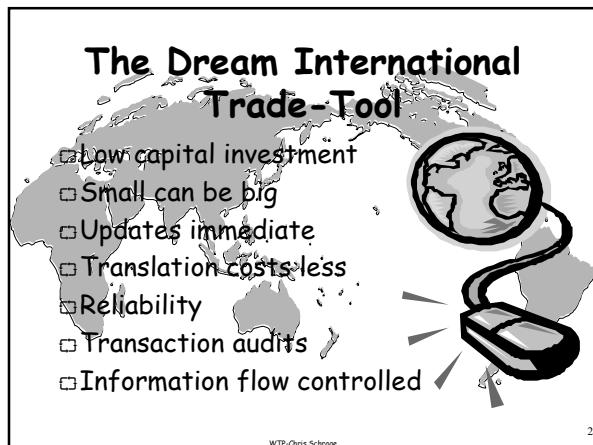 The Dream International
Trade-Tool
Low capital investment
Small can be big
Updates immediate
Translation costs less
Reliability
Transaction audits
Information flow controlled
WTP-Chris Schrage
2